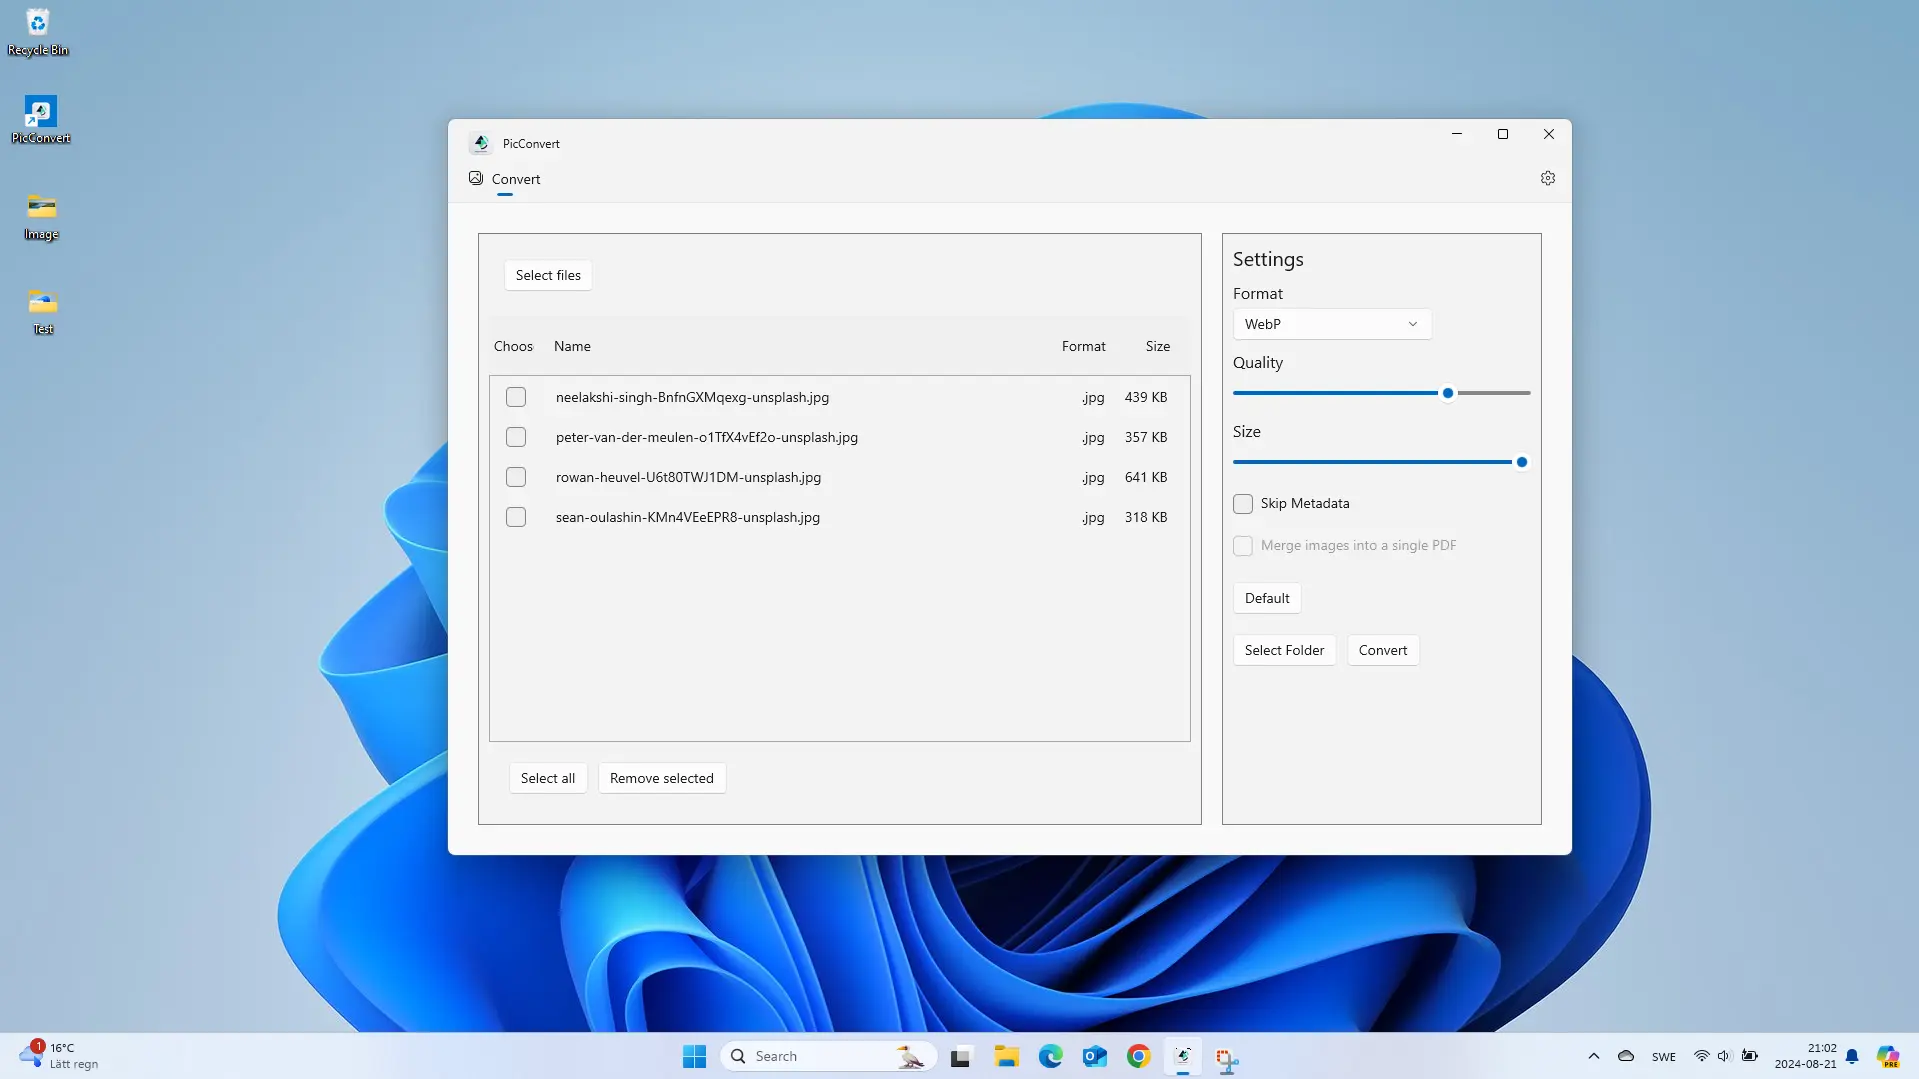 Recycle Bin
PicConvert
Image
Test
PicConvert
Convert
Select files
Choos Name Format Size
neelakshi-singh-BnfnGXMqexg-unsplash.jpg .jpg 439 KB
peter-van-der-meulen-o1TfX4vEf2o-unsplash.jpg .jpg 357 KB
rowan-heuvel-U6t80TWJ1DM-unsplash.jpg .jpg 641 KB
sean-oulashin-KMn4VEeEPR8-unsplash.jpg .jpg 318 KB
Select all Remove selected
Settings
Format
WebP
Quality
Size
Skip Metadata
Merge images into a single PDF
Default
Select Folder Convert
1 16°C
Lätt regn
Search
SWE
21:02
2024-08-21
PRE